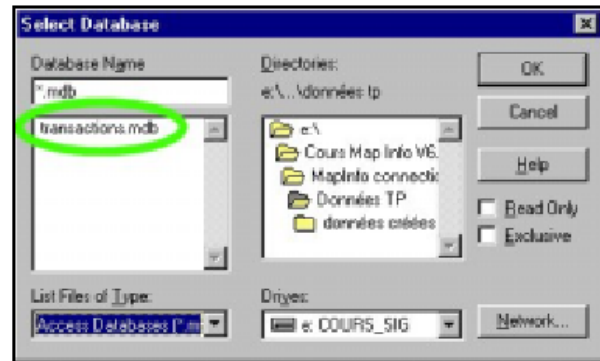 Select Database
Database Name
*.mdb
transactions.mdb
Directories:
e:\...\données tp
e:\
Cours Map Info V6.
MapInfo connectic
Données TP
données créées
OK
Cancel
Help
Read Only
Exclusive
List Files of Type:
Access Databases (*.m
Drives:
e: COURS_SIG
Network...